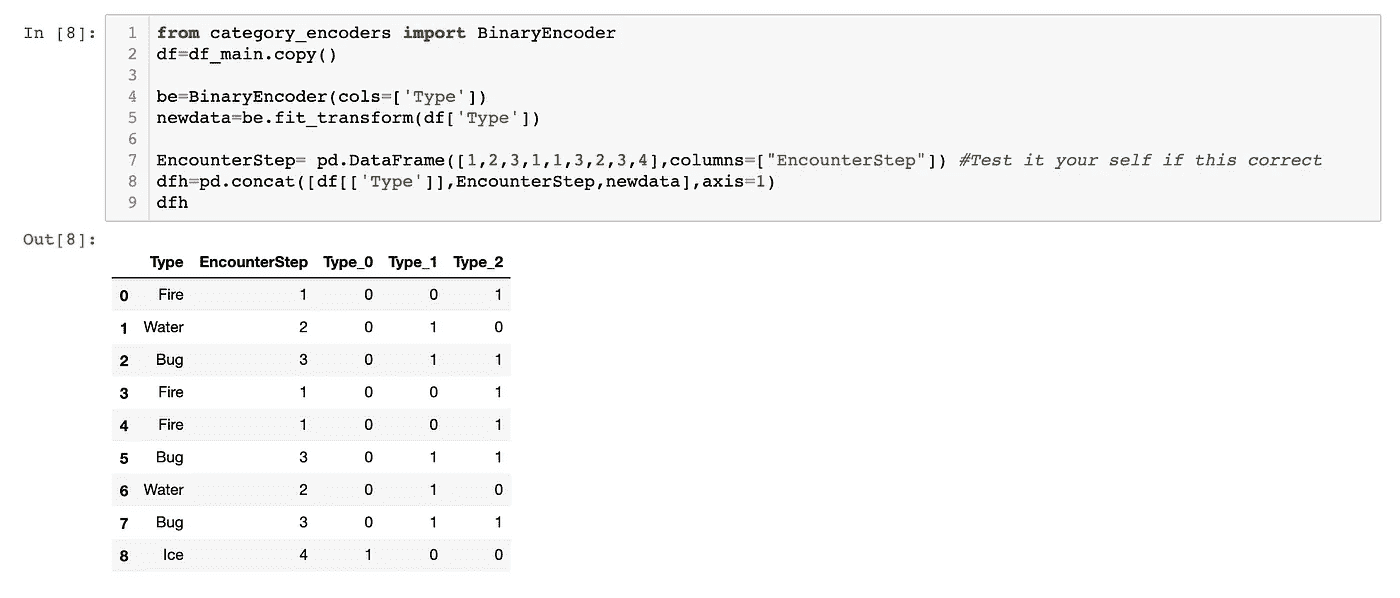 In [8]:
1 from category_encoders import BinaryEncoder
2 df=df_main.copy()
3
4 be=BinaryEncoder(cols=['Type'])
5 newdata=be.fit_transform(df['Type'])
6
7 EncounterStep= pd.DataFrame([1,2,3,1,1,3,2,3,4],columns=["EncounterStep"]) #Test it your self if this correct
8 dfh=pd.concat([df[['Type']],EncounterStep,newdata],axis=1)
9 dfh
Out[8]:
Type EncounterStep Type_0 Type_1 Type_2
0 Fire 1 0 0 1
1 Water 2 0 1 0
2 Bug 3 0 1 1
3 Fire 1 0 0 1
4 Fire 1 0 0 1
5 Bug 3 0 1 1
6 Water 2 0 1 0
7 Bug 3 0 1 1
8 Ice 4 1 0 0